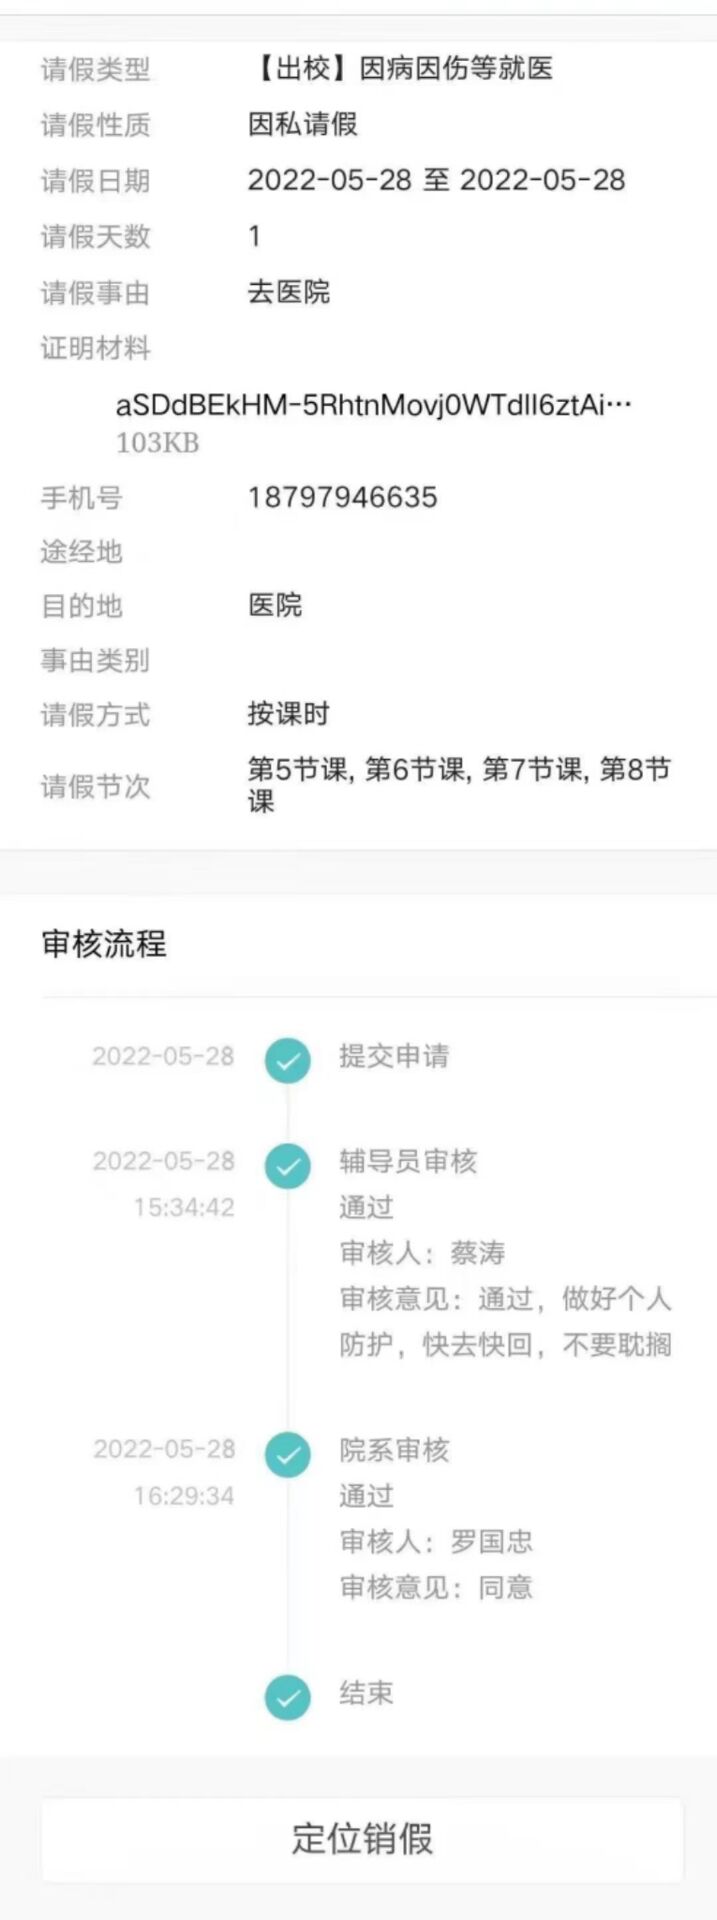 请假类型 【出校】因病因伤等就医
请假性质 因私请假
请假日期 2022-05-28 至 2022-05-28
请假天数 1
请假事由 去医院
证明材料
aSDdBEkHM-5RhtnMovj0WTdII6ztAi…
103KB
手机号 18797946635
途经地
目的地 医院
事由类别
请假方式 按课时
请假节次 第5节课, 第6节课, 第7节课, 第8节
课
审核流程
2022-05-28 提交申请
2022-05-28 辅导员审核
15:34:42 通过
审核人：蔡涛
审核意见：通过，做好个人
防护，快去快回，不要耽搁
2022-05-28 院系审核
16:29:34 通过
审核人：罗国忠
审核意见：同意
结束
定位销假